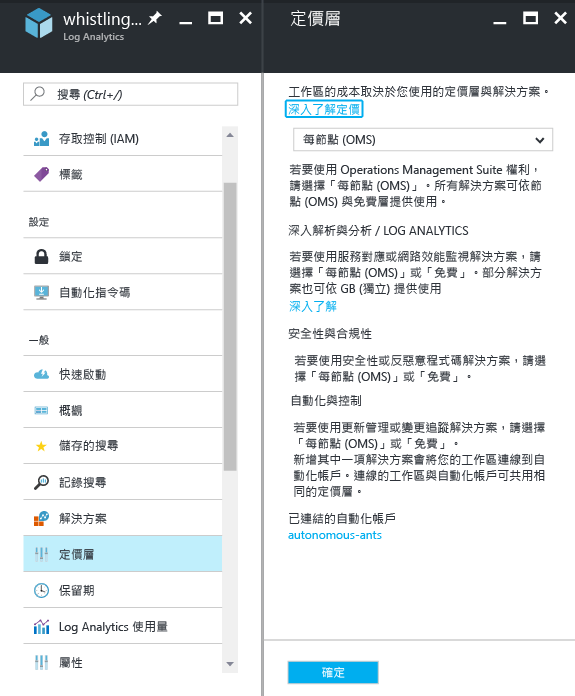 whistling...
Log Analytics
搜尋 (Ctrl+/)
存取控制 (IAM)
標籤
設定
鎖定
自動化指令碼
一般
快速啟動
概觀
儲存的搜尋
記錄搜尋
解決方案
定價層
保留期
Log Analytics 使用量
屬性
定價層
工作區的成本取決於您使用的定價層與解決方案。
深入了解定價
每節點 (OMS)
若要使用 Operations Management Suite 權利，
請選擇「每節點 (OMS)」。所有解決方案可依節
點 (OMS) 與免費層提供使用。
深入解析與分析 / LOG ANALYTICS
若要使用服務對應或網路效能監視解決方案，請
選擇「每節點 (OMS)」或「免費」。部分解決方
案也可依 GB (獨立) 提供使用
深入了解
安全性與合規性
若要使用安全性或反惡意程式碼解決方案，請選
擇「每節點 (OMS)」或「免費」。
自動化與控制
若要使用更新管理或變更追蹤解決方案，請選擇
「每節點 (OMS)」或「免費」。
新增其中一項解決方案會將您的工作區連線到自
動化帳戶。連線的工作區與自動化帳戶可共用相
同的定價層。
已連結的自動化帳戶
autonomous-ants
確定